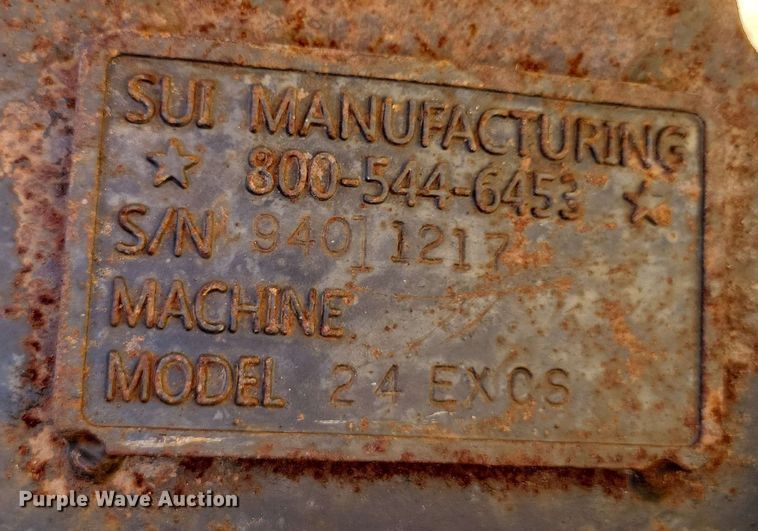 SUI MANUFACTURING
800-544-6453
S/N 9401 1217
MACHINE
MODEL 24 EXCS
Purple Wave Auction